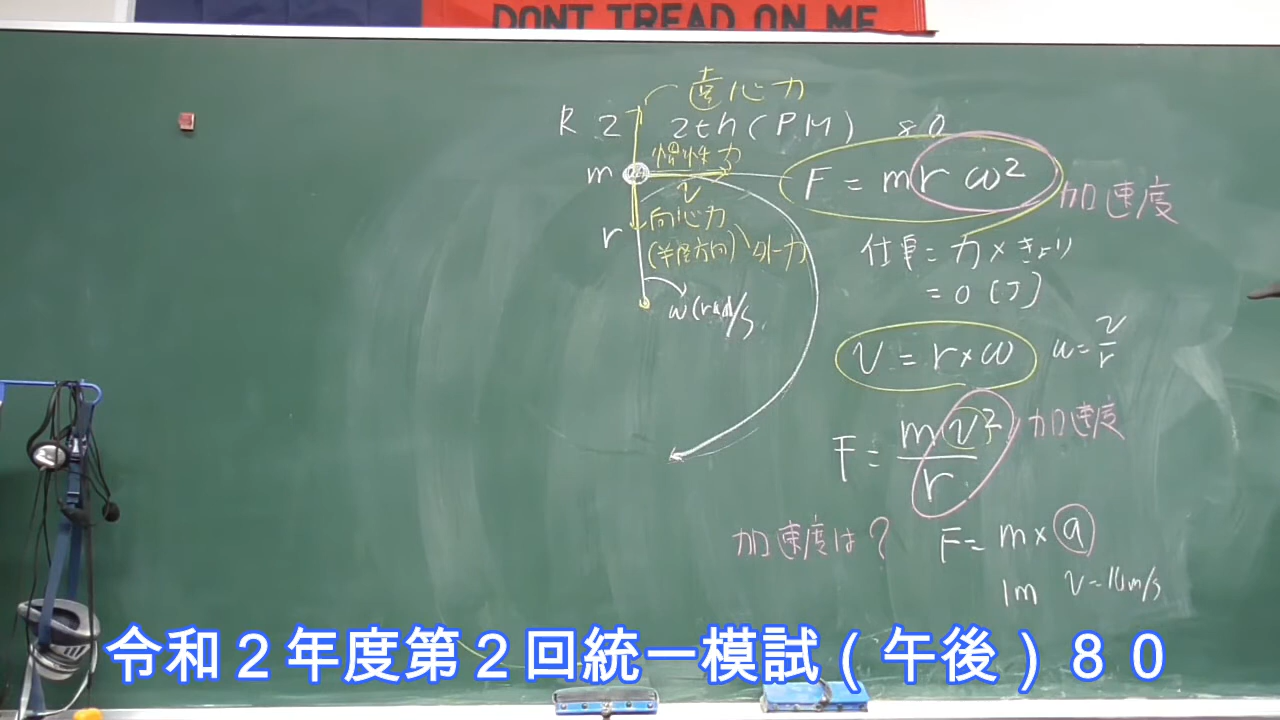 DONT TREAD ON ME
遠心力
R2 2th(PM) 80
慣性力
m
v
F = mrω²
加速度
向心力
r
(半径方向) 外力
仕事 = 力×きょり
= 0 [J]
ω(rad/s
V = r×ω
ω = v/r
F = mv²/r
加速度
加速度は?
F = m×a
1m
v=10m/s
令和2年度第2回統一模試(午後)80